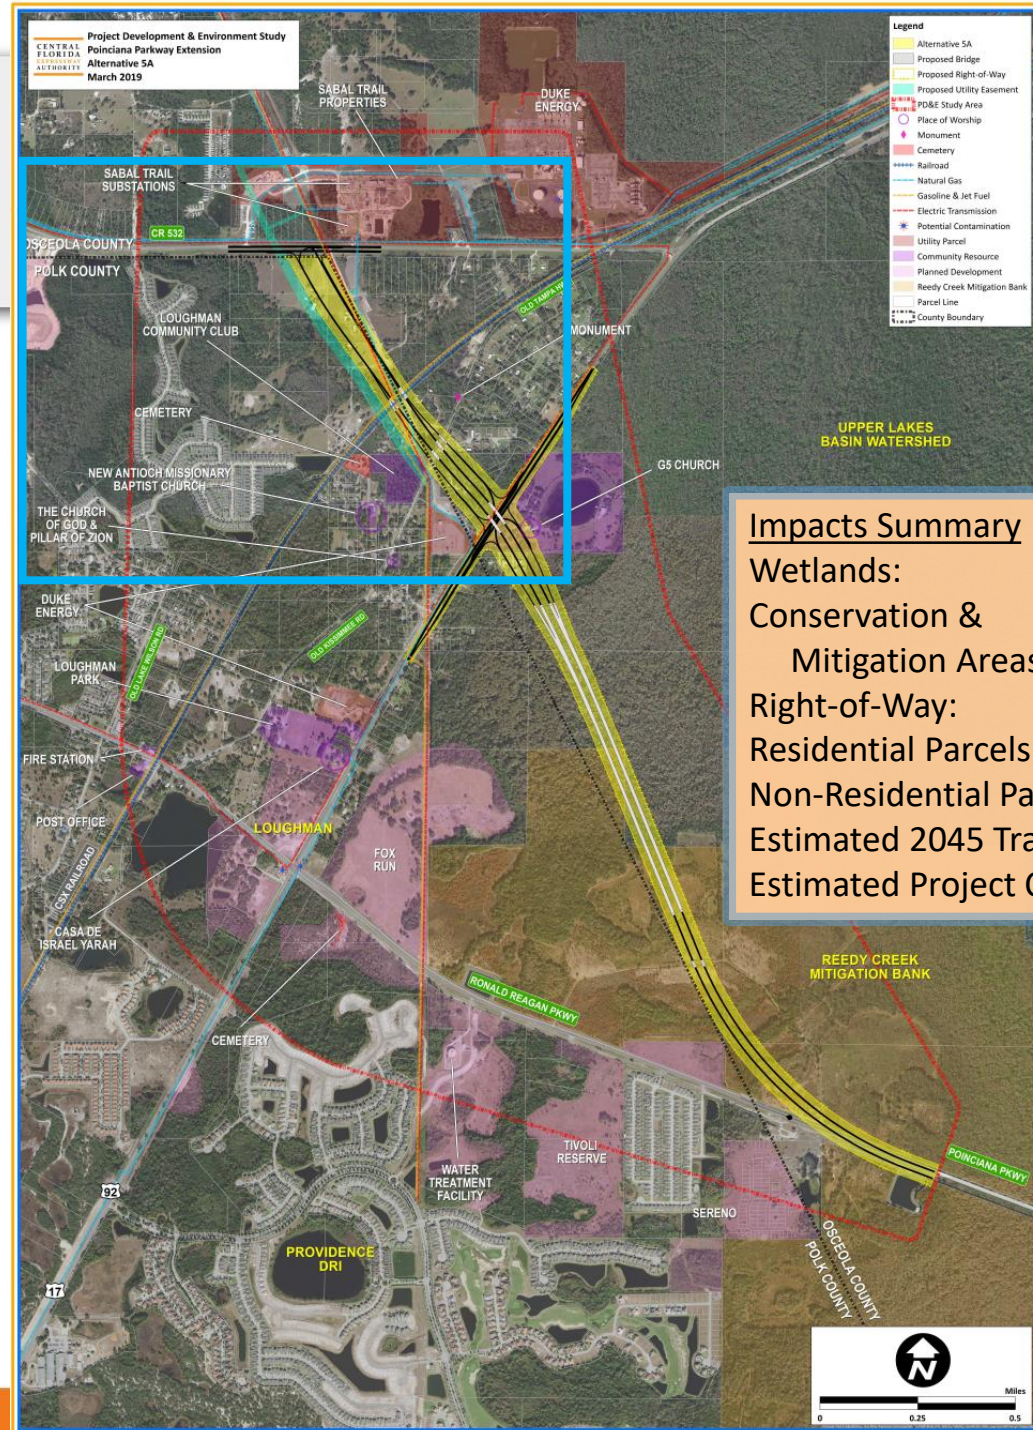 CENTRAL
FLORIDA
EXPRESSWAY
AUTHORITY
Project Development & Environment Study
Poinciana Parkway Extension
Alternative 5A
March 2019
Legend
Alternative 5A
Proposed Bridge
Proposed Right-of-Way
Proposed Utility Easement
PD&E Study Area
Place of Worship
Monument
Cemetery
Railroad
Natural Gas
Gasoline & Jet Fuel
Electric Transmission
Potential Contamination
Utility Parcel
Community Resource
Planned Development
Reedy Creek Mitigation Bank
Parcel Line
County Boundary
SABAL TRAIL
PROPERTIES
DUKE
ENERGY
SABAL TRAIL
SUBSTATIONS
CR 532
OSCEOLA COUNTY
POLK COUNTY
OLD TAMPA HWY
LOUGHMAN
COMMUNITY CLUB
MONUMENT
CEMETERY
UPPER LAKES
BASIN WATERSHED
NEW ANTIOCH MISSIONARY
BAPTIST CHURCH
G5 CHURCH
THE CHURCH
OF GOD &
PILLAR OF ZION
Impacts Summary
Wetlands:
Conservation &
Mitigation Areas
Right-of-Way:
Residential Parcels
Non-Residential Pa
Estimated 2045 Tra
Estimated Project
DUKE
ENERGY
OLD KISSIMMEE RD
OLD LAKE WILSON RD
LOUGHMAN
PARK
FIRE STATION
POST OFFICE
LOUGHMAN
FOX
RUN
CSX RAILROAD
CASA DE
ISRAEL YARAH
REEDY CREEK
MITIGATION BANK
RONALD REAGAN PKWY
CEMETERY
TIVOLI
RESERVE
WATER
TREATMENT
FACILITY
POINCIANA PKWY
92
SERENO
OSCEOLA COUNTY
POLK COUNTY
PROVIDENCE
DRI
17
N
Miles
0 0.25 0.5